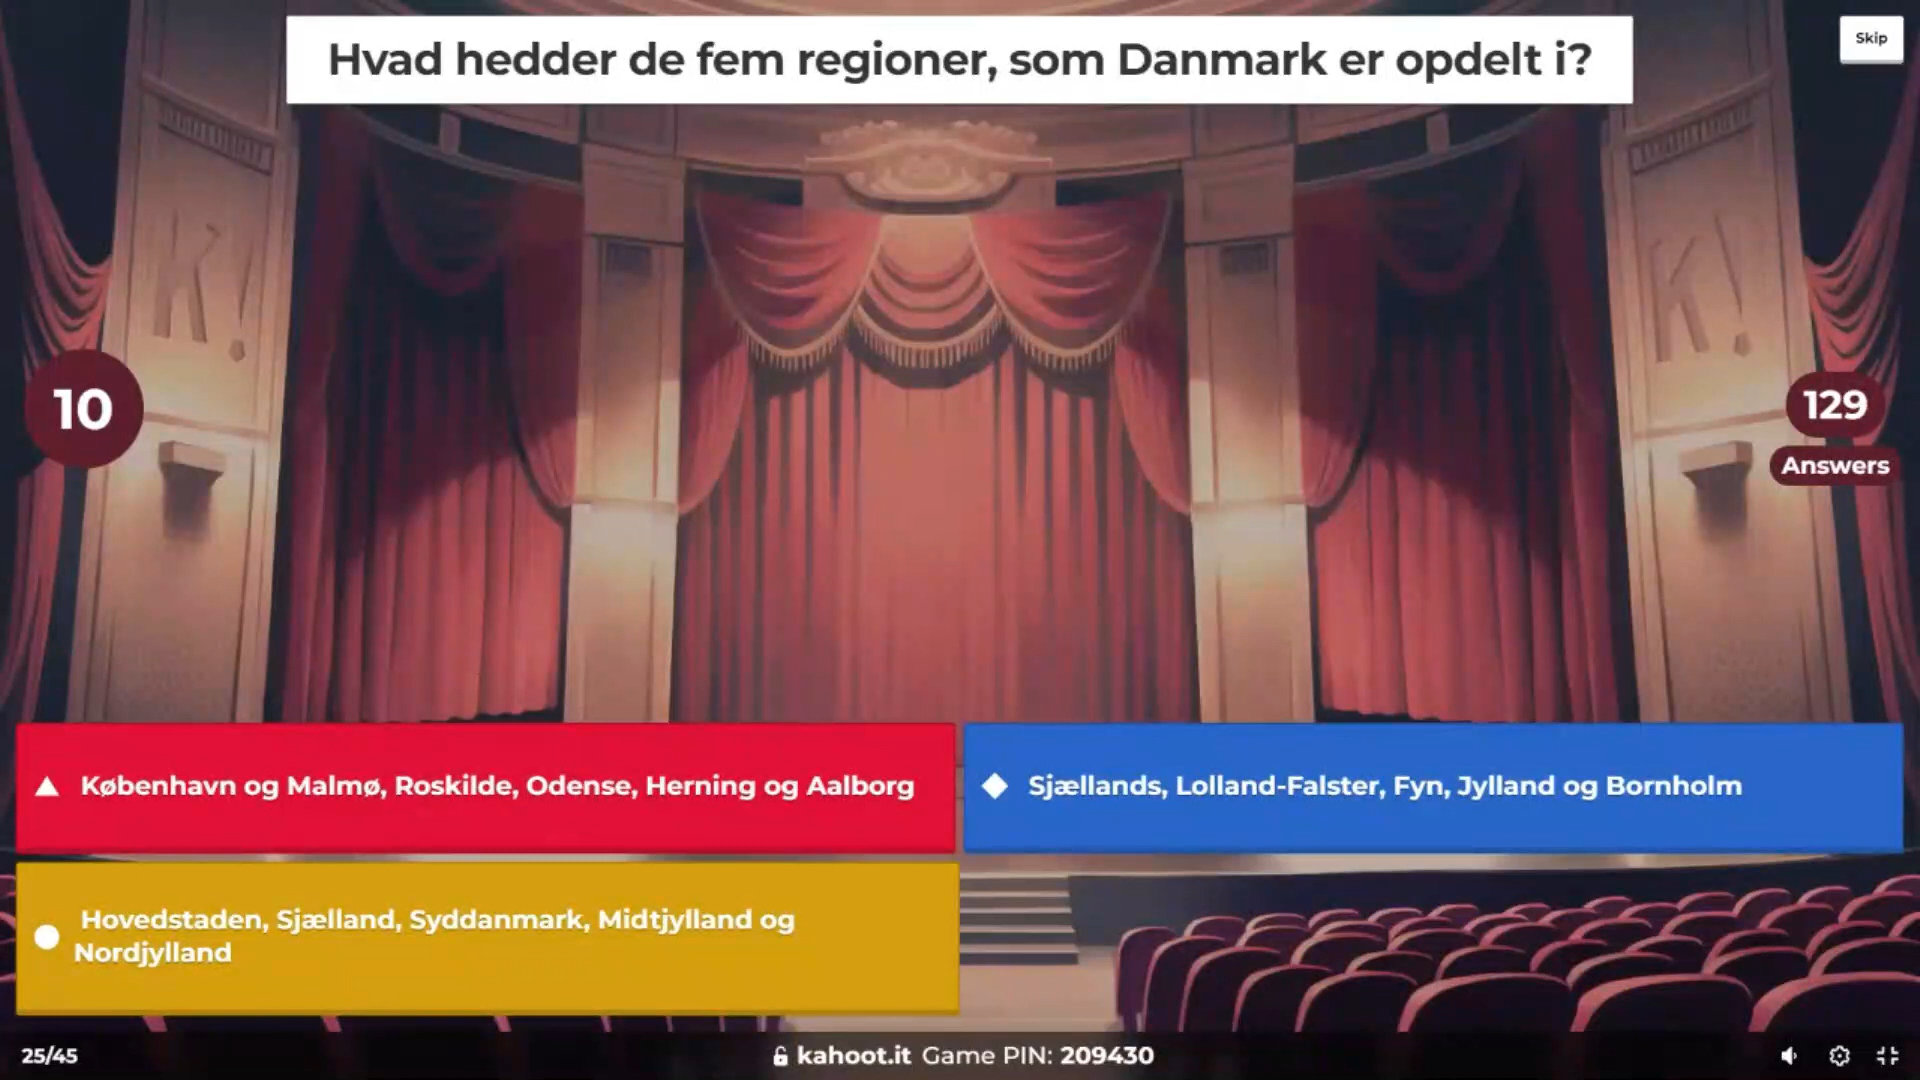 Hvad hedder de fem regioner, som Danmark er opdelt i?
Skip
K!
K!
10
129
Answers
København og Malmø, Roskilde, Odense, Herning og Aalborg
Sjællands, Lolland-Falster, Fyn, Jylland og Bornholm
Hovedstaden, Sjælland, Syddanmark, Midtjylland og
Nordjylland
25/45
kahoot.it Game PIN: 209430